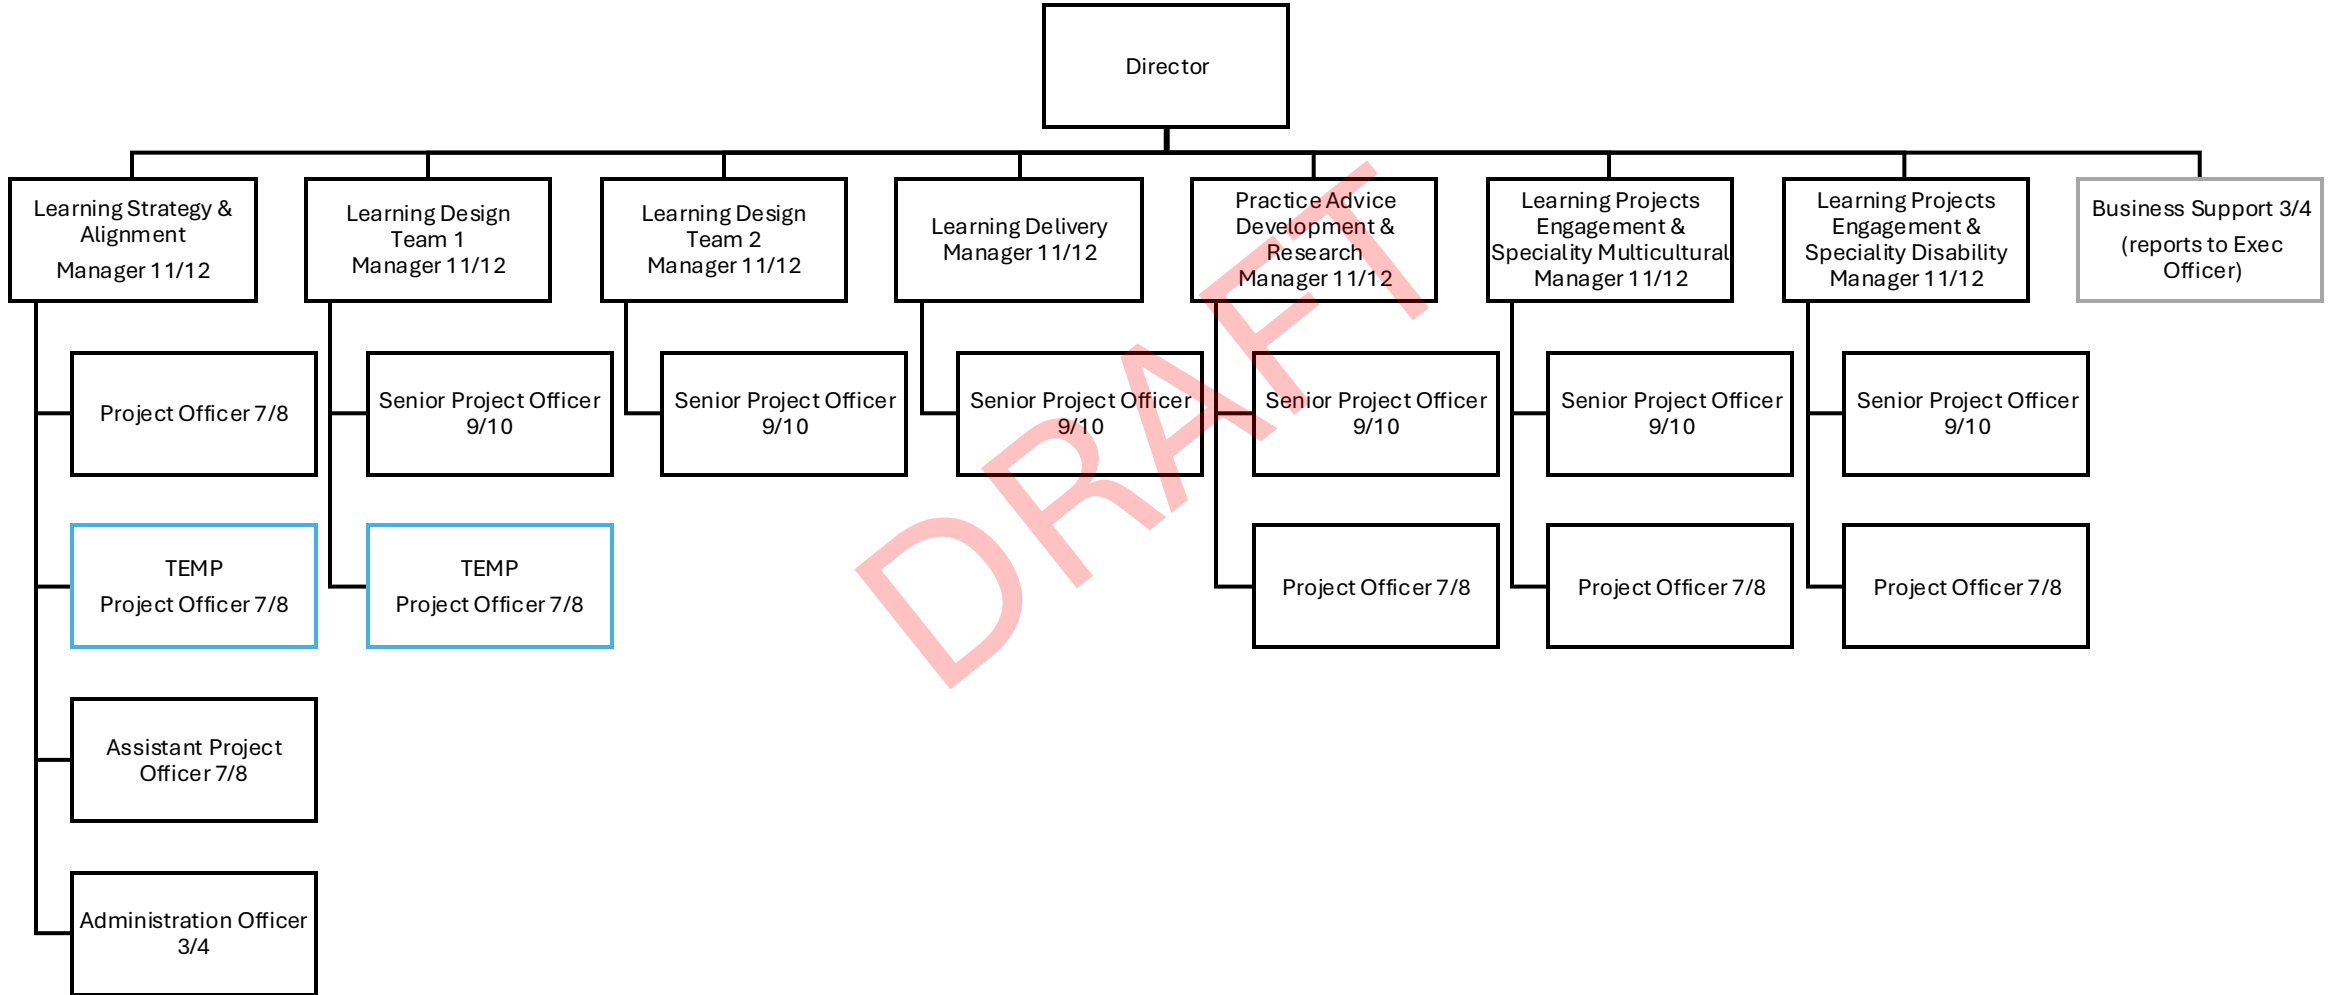 Director
Learning Strategy &
Alignment
Manager 11/12
Learning Design
Team 1
Manager 11/12
Learning Design
Team 2
Manager 11/12
Learning Delivery
Manager 11/12
Practice Advice
Development &
Research
Manager 11/12
Learning Projects
Engagement &
Speciality Multicultural
Manager 11/12
Learning Projects
Engagement &
Speciality Disability
Manager 11/12
Business Support 3/4
(reports to Exec
Officer)
Project Officer 7/8
Senior Project Officer
9/10
Senior Project Officer
9/10
Senior Project Officer
9/10
Senior Project Officer
9/10
Senior Project Officer
9/10
Senior Project Officer
9/10
TEMP
Project Officer 7/8
TEMP
Project Officer 7/8
Project Officer 7/8
Project Officer 7/8
Project Officer 7/8
Assistant Project
Officer 7/8
Administration Officer
3/4
DRAFT